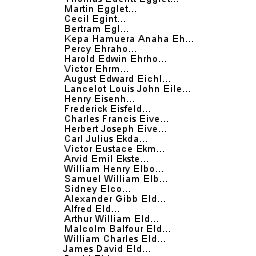 Martin Egglet...
Cecil Egint...
Bertram Egl...
Kepa Hamuera Anaha Eh...
Percy Ehraho...
Harold Edwin Ehrho...
Victor Ehrm...
August Edward Eichl...
Lancelot Louis John Eile...
Henry Eisenh...
Frederick Eisfeld...
Charles Francis Eive...
Herbert Joseph Eive...
Carl Julius Ekda...
Victor Eustace Ekm...
Arvid Emil Ekste...
William Henry Elbo...
Samuel William Elb...
Sidney Elco...
Alexander Gibb Eld...
Alfred Eld...
Arthur William Eld...
Malcolm Balfour Eld...
William Charles Eld...
James David Eld...